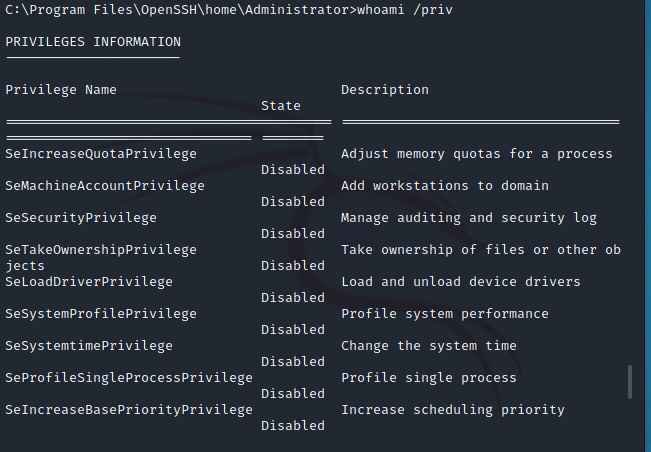 C:\Program Files\OpenSSH\home\Administrator>whoami /priv
PRIVILEGES INFORMATION
----------------------
Privilege Name                            Description
                                State
========================================= ===================================
=============================== ========
SeIncreaseQuotaPrivilege                  Adjust memory quotas for a process
                                Disabled
SeMachineAccountPrivilege                 Add workstations to domain
                                Disabled
SeSecurityPrivilege                       Manage auditing and security log
                                Disabled
SeTakeOwnershipPrivilege                  Take ownership of files or other ob
jects                           Disabled
SeLoadDriverPrivilege                     Load and unload device drivers
                                Disabled
SeSystemProfilePrivilege                  Profile system performance
                                Disabled
SeSystemtimePrivilege                     Change the system time
                                Disabled
SeProfileSingleProcessPrivilege           Profile single process
                                Disabled
SeIncreaseBasePriorityPrivilege           Increase scheduling priority
                                Disabled